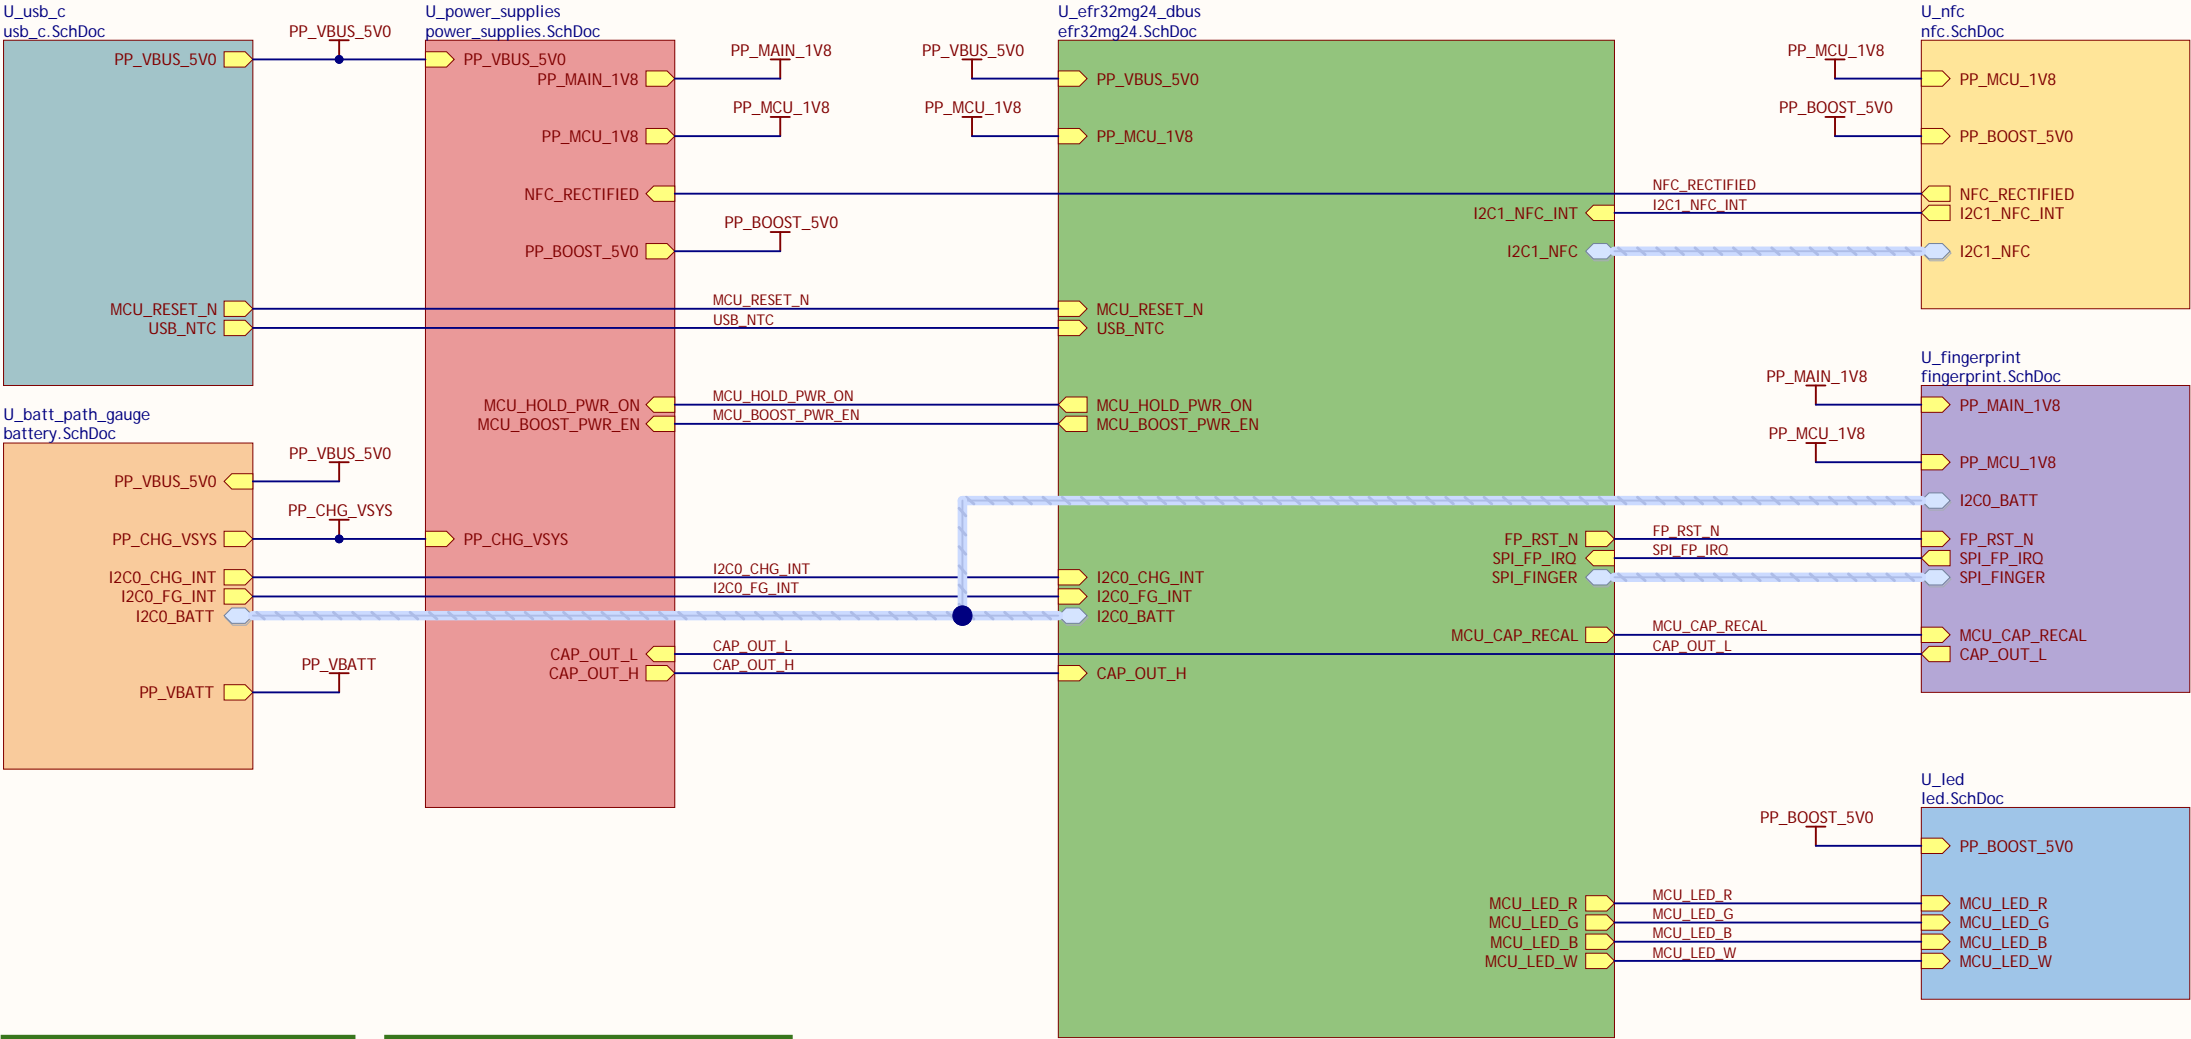 U_usb_c
usb_c.SchDoc
PP_VBUS_5V0
MCU_RESET_N
USB_NTC
PP_VBUS_5V0
U_batt_path_gauge
battery.SchDoc
PP_VBUS_5V0
PP_CHG_VSYS
I2C0_CHG_INT
I2C0_FG_INT
I2C0_BATT
PP_VBATT
PP_VBUS_5V0
PP_CHG_VSYS
PP_VBATT
U_power_supplies
power_supplies.SchDoc
PP_VBUS_5V0
PP_MAIN_1V8
PP_MCU_1V8
NFC_RECTIFIED
PP_BOOST_5V0
MCU_HOLD_PWR_ON
MCU_BOOST_PWR_EN
PP_CHG_VSYS
CAP_OUT_L
CAP_OUT_H
PP_MAIN_1V8
PP_MCU_1V8
PP_BOOST_5V0
MCU_RESET_N
USB_NTC
MCU_HOLD_PWR_ON
MCU_BOOST_PWR_EN
I2C0_CHG_INT
I2C0_FG_INT
CAP_OUT_L
CAP_OUT_H
PP_VBUS_5V0
PP_MCU_1V8
U_efr32mg24_dbus
efr32mg24.SchDoc
PP_VBUS_5V0
PP_MCU_1V8
I2C1_NFC_INT
I2C1_NFC
MCU_RESET_N
USB_NTC
MCU_HOLD_PWR_ON
MCU_BOOST_PWR_EN
FP_RST_N
SPI_FP_IRQ
SPI_FINGER
I2C0_CHG_INT
I2C0_FG_INT
I2C0_BATT
MCU_CAP_RECAL
CAP_OUT_H
MCU_LED_R
MCU_LED_G
MCU_LED_B
MCU_LED_W
NFC_RECTIFIED
I2C1_NFC_INT
FP_RST_N
SPI_FP_IRQ
MCU_CAP_RECAL
CAP_OUT_L
MCU_LED_R
MCU_LED_G
MCU_LED_B
MCU_LED_W
PP_MCU_1V8
PP_BOOST_5V0
U_nfc
nfc.SchDoc
PP_MCU_1V8
PP_BOOST_5V0
NFC_RECTIFIED
I2C1_NFC_INT
I2C1_NFC
PP_MAIN_1V8
PP_MCU_1V8
U_fingerprint
fingerprint.SchDoc
PP_MAIN_1V8
PP_MCU_1V8
I2C0_BATT
FP_RST_N
SPI_FP_IRQ
SPI_FINGER
MCU_CAP_RECAL
CAP_OUT_L
PP_BOOST_5V0
U_led
led.SchDoc
PP_BOOST_5V0
MCU_LED_R
MCU_LED_G
MCU_LED_B
MCU_LED_W